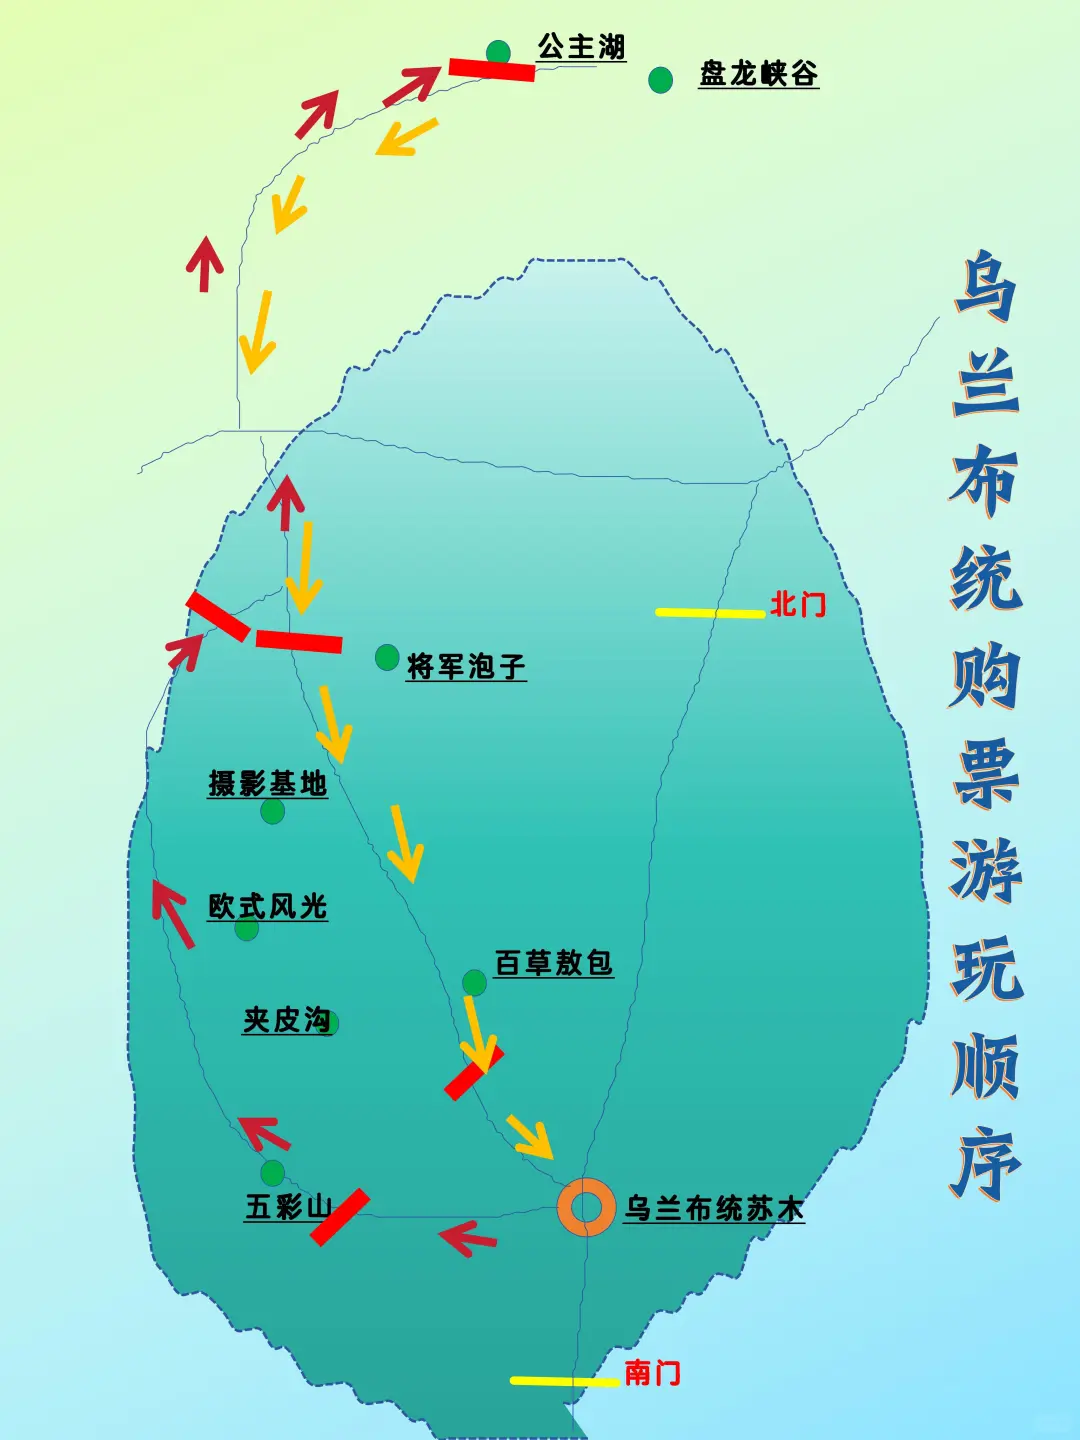 公主湖
盘龙峡谷
乌兰布统购票游玩顺序
北门
将军泡子
摄影基地
欧式风光
百草敖包
夹皮沟
五彩山
乌兰布统苏木
南门